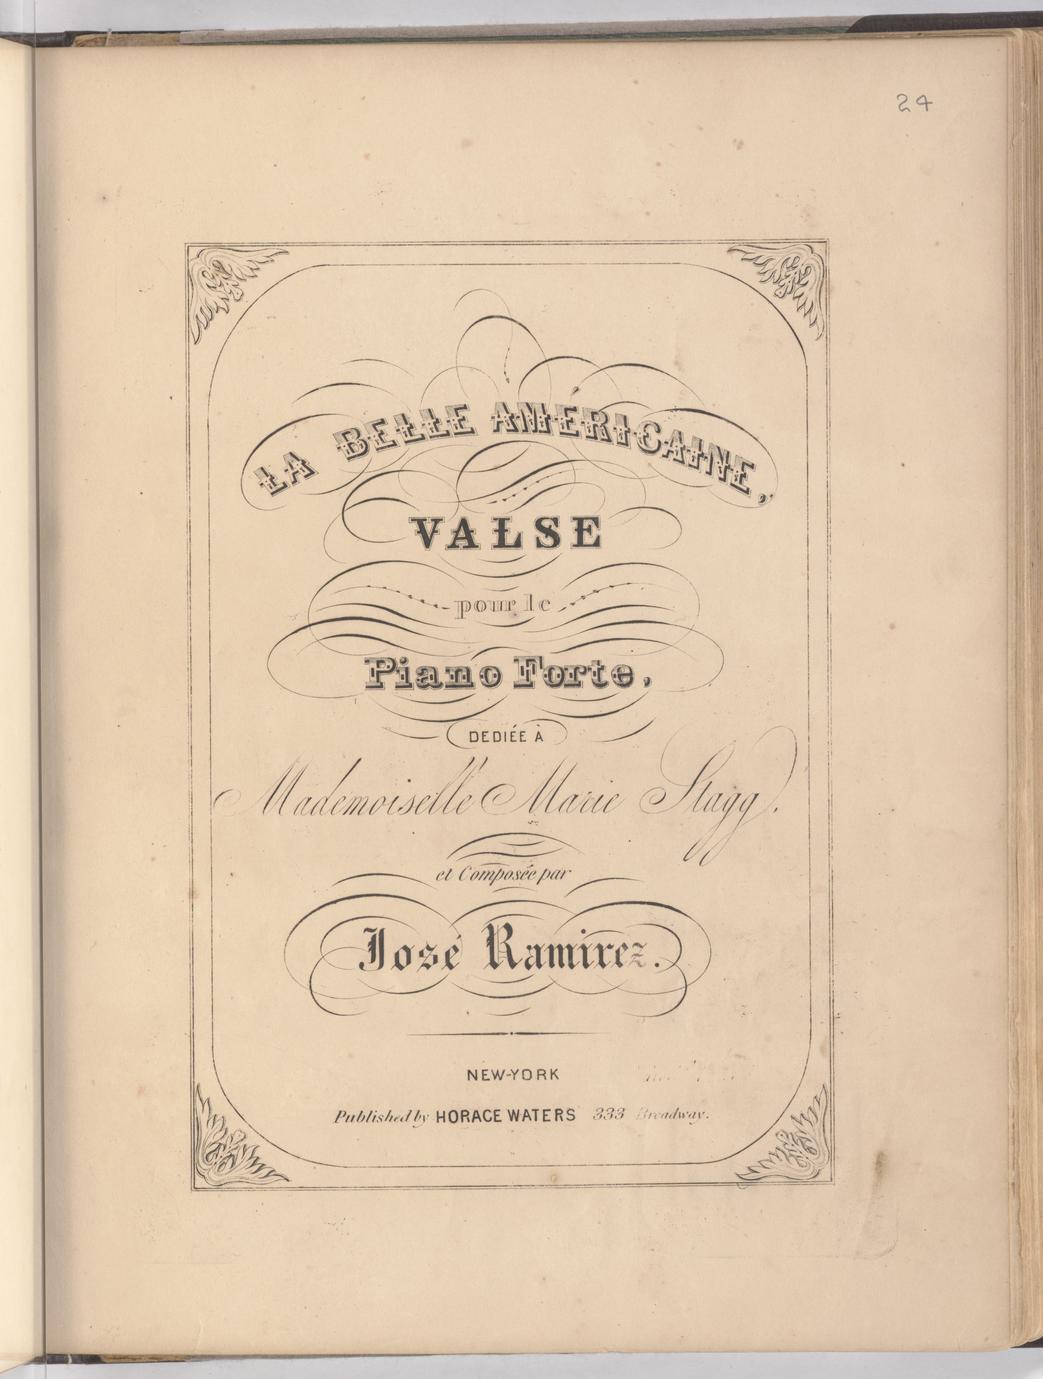 24
LA BELLE AMÉRICAINE,
VALSE
pour le
Piano Forte,
DEDIÉE À
Mademoiselle Marie Stagg.
et Composée par
José Ramirez.
NEW-YORK
Published by HORACE WATERS 333 Broadway.